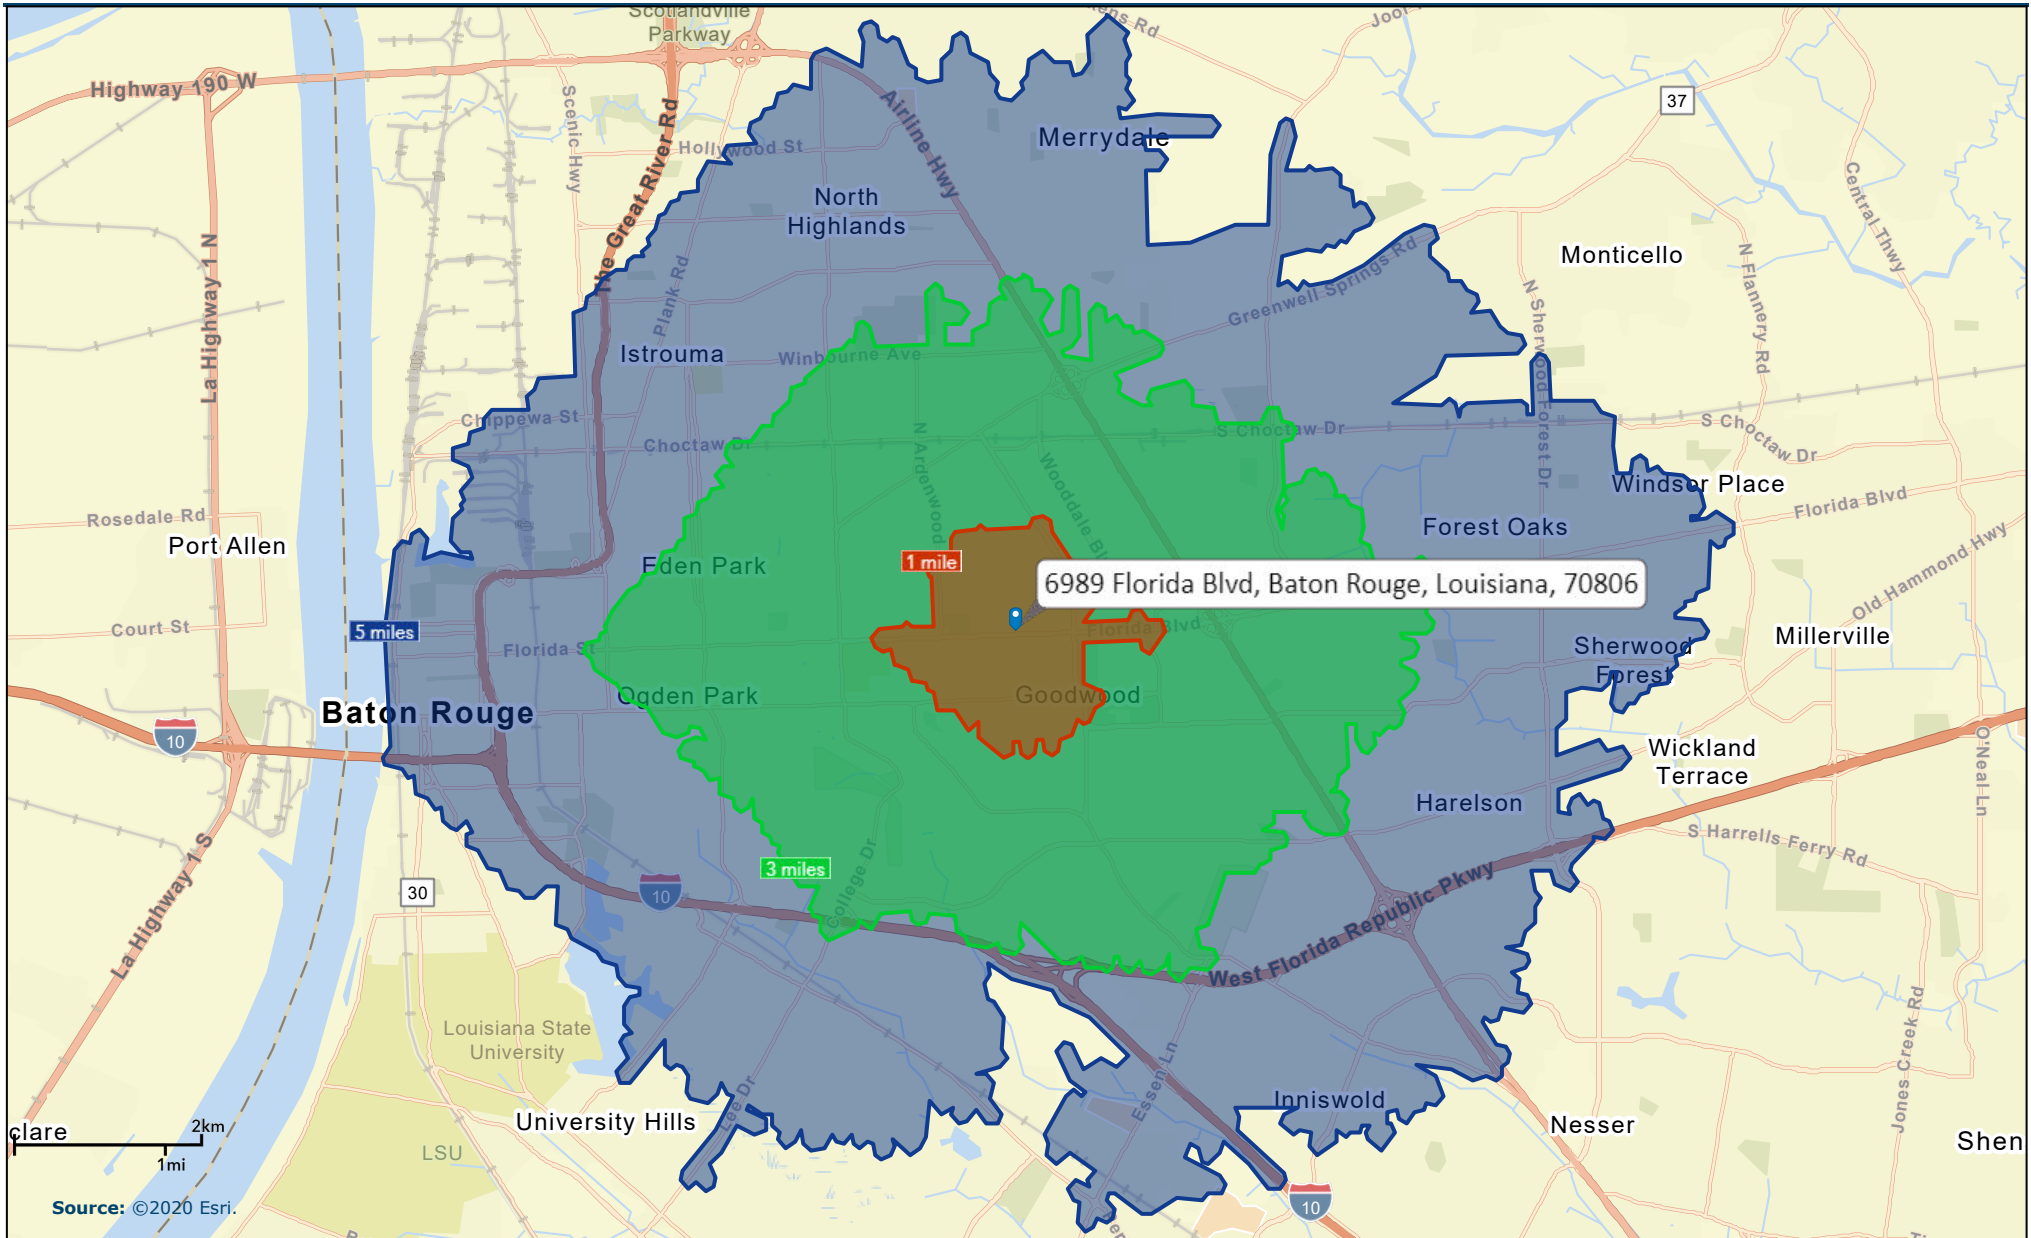 Scotlandville
Parkway
Highway 190 W
Scenic Hwy
The Great River Rd
Hollywood St
Airline Hwy
Merrydale
37
North
Highlands
Central Thwy
Monticello
N Flannery Rd
La Highway 1 N
Plank Rd
Greenwell Springs Rd
N Sherwood Forest Dr
Istrouma
Winbourne Ave
Chippewa St
Choctaw Dr
N Ardenwood
Wooddale Bl
S Choctaw Dr
S Choctaw Dr
Windsor Place
Florida Blvd
Rosedale Rd
Port Allen
Forest Oaks
Old Hammond Hwy
Eden Park
1 mile
6989 Florida Blvd, Baton Rouge, Louisiana, 70806
Court St
5 miles
Florida St
Florida Blvd
Sherwood
Forest
Millerville
Ogden Park
Goodwood
Baton Rouge
10
Wickland
Terrace
O'Neal Ln
Harelson
S Harrells Ferry Rd
La Highway 1 S
30
10
3 miles
College Dr
West Florida Republic Pkwy
Louisiana State
University
Jones Creek Rd
Essen Ln
Lee Dr
Inniswold
University Hills
Nesser
clare
2km
1mi
LSU
Shen
Source: ©2020 Esri.
10